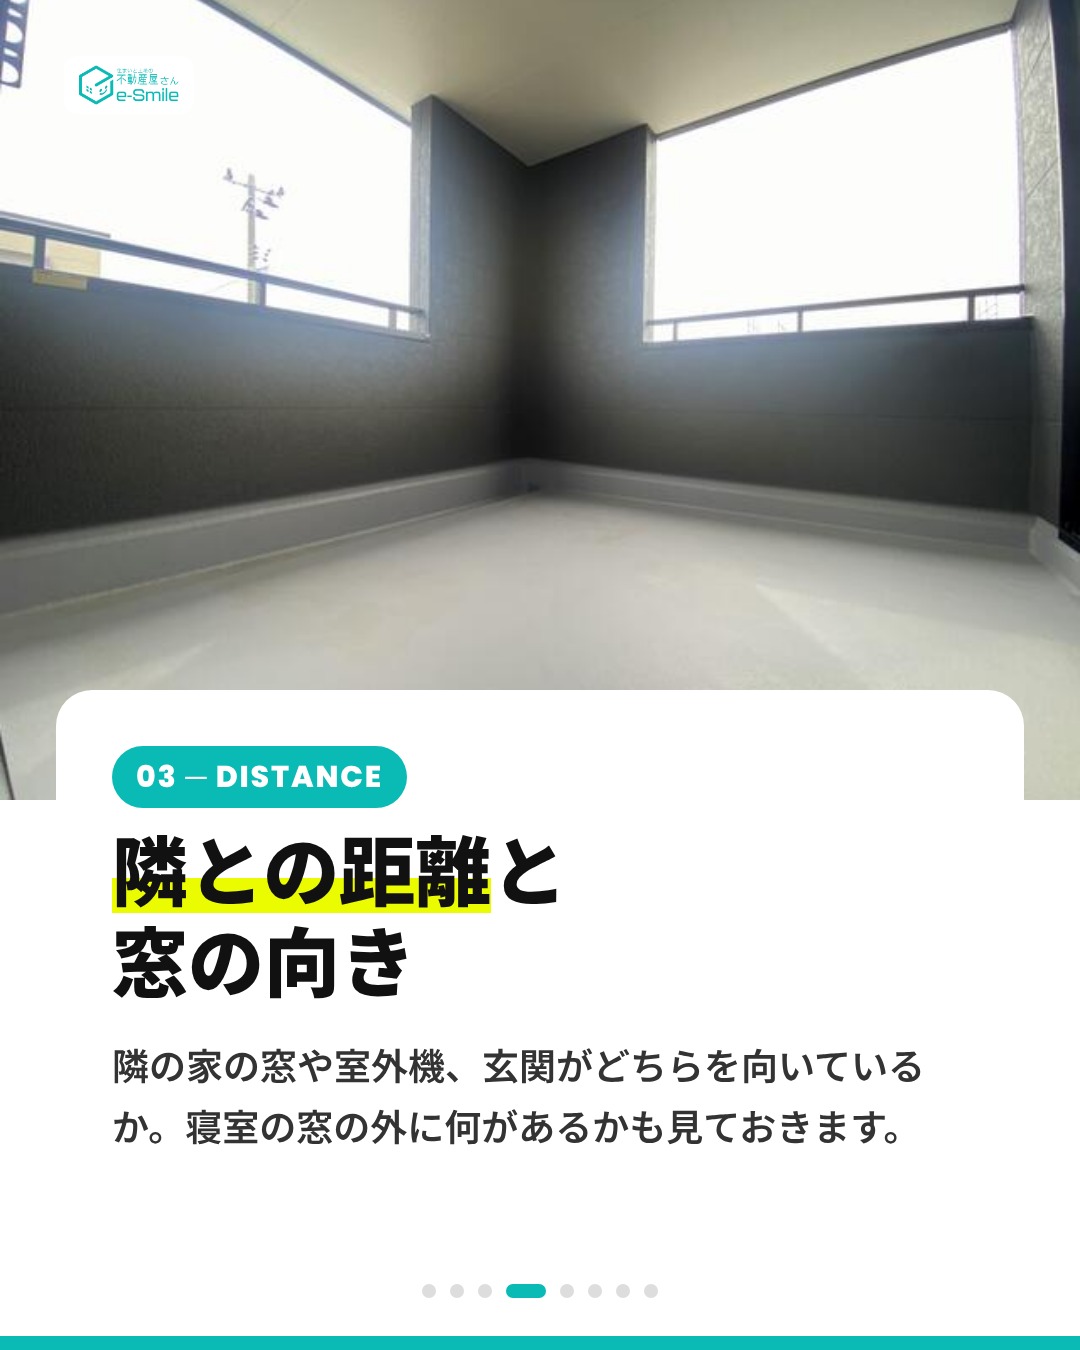 不動産屋さん
e-Smile
03 — DISTANCE
隣との距離と
窓の向き
隣の家の窓や室外機、玄関がどちらを向いている
か。寝室の窓の外に何があるかも見ておきます。